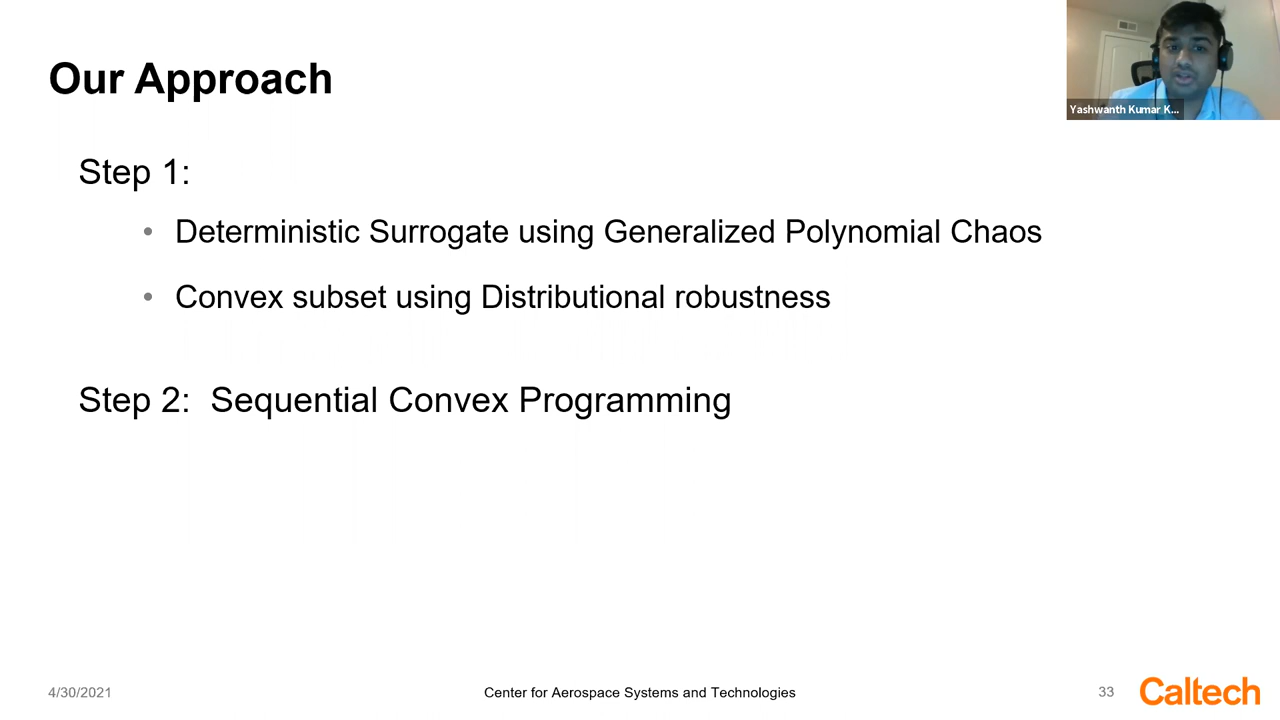 Our Approach
Yashwanth Kumar K...
Step 1:
• Deterministic Surrogate using Generalized Polynomial Chaos
• Convex subset using Distributional robustness
Step 2: Sequential Convex Programming
4/30/2021
Center for Aerospace Systems and Technologies
33
Caltech